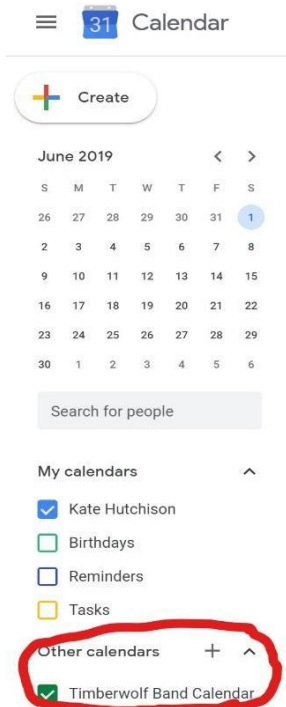 31 Calendar
Create
June 2019 < >
S M T W T F S
26 27 28 29 30 31 1
2 3 4 5 6 7 8
9 10 11 12 13 14 15
16 17 18 19 20 21 22
23 24 25 26 27 28 29
30 1 2 3 4 5 6
Search for people
My calendars
Kate Hutchison
Birthdays
Reminders
Tasks
Other calendars +
Timberwolf Band Calendar